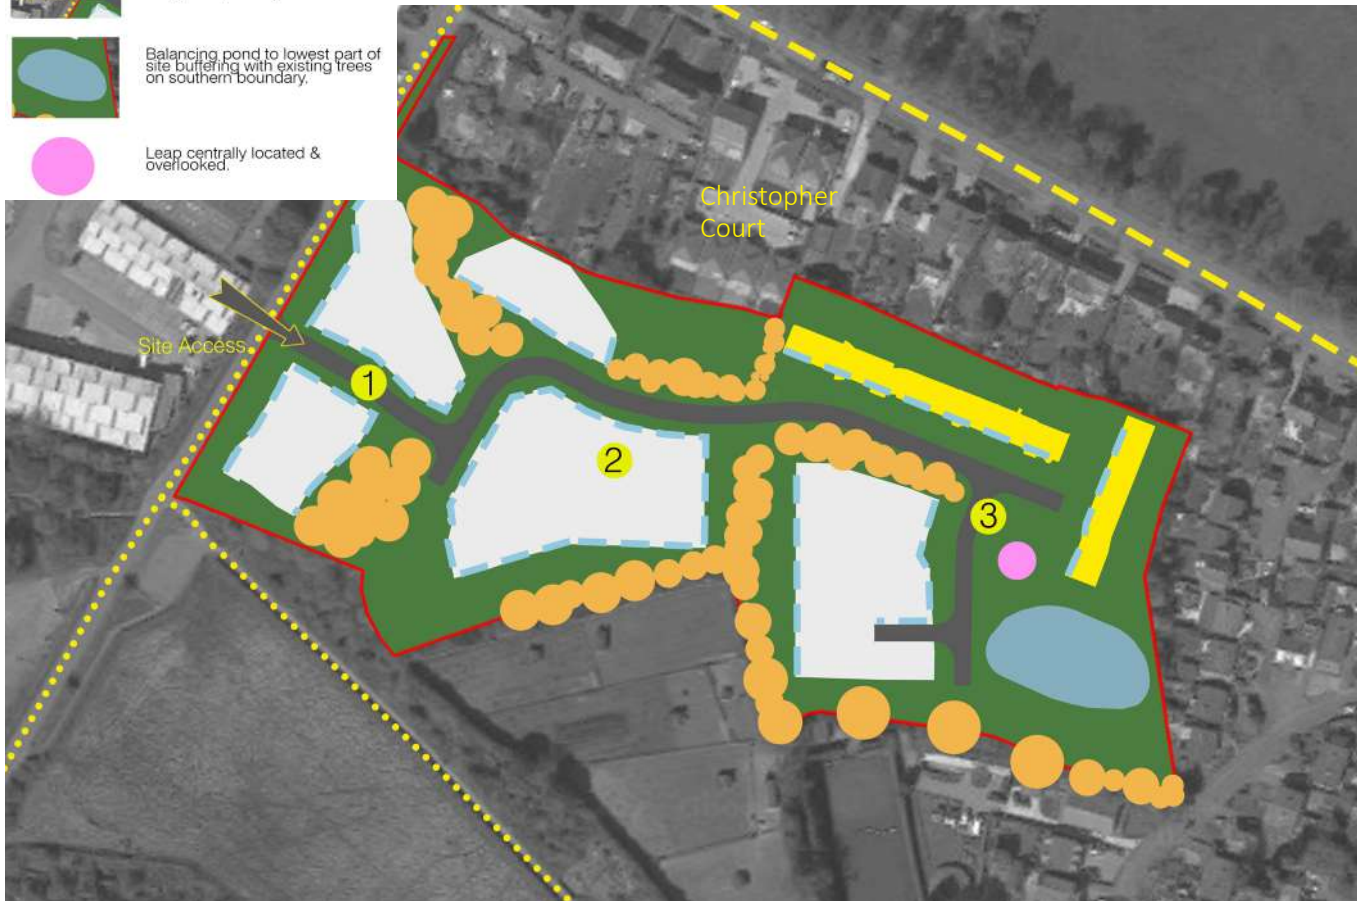 Balancing pond to lowest part of
site buffering with existing trees
on southern boundary.
Leap centrally located &
overlooked.
Christopher
Court
Site Access
1
2
3